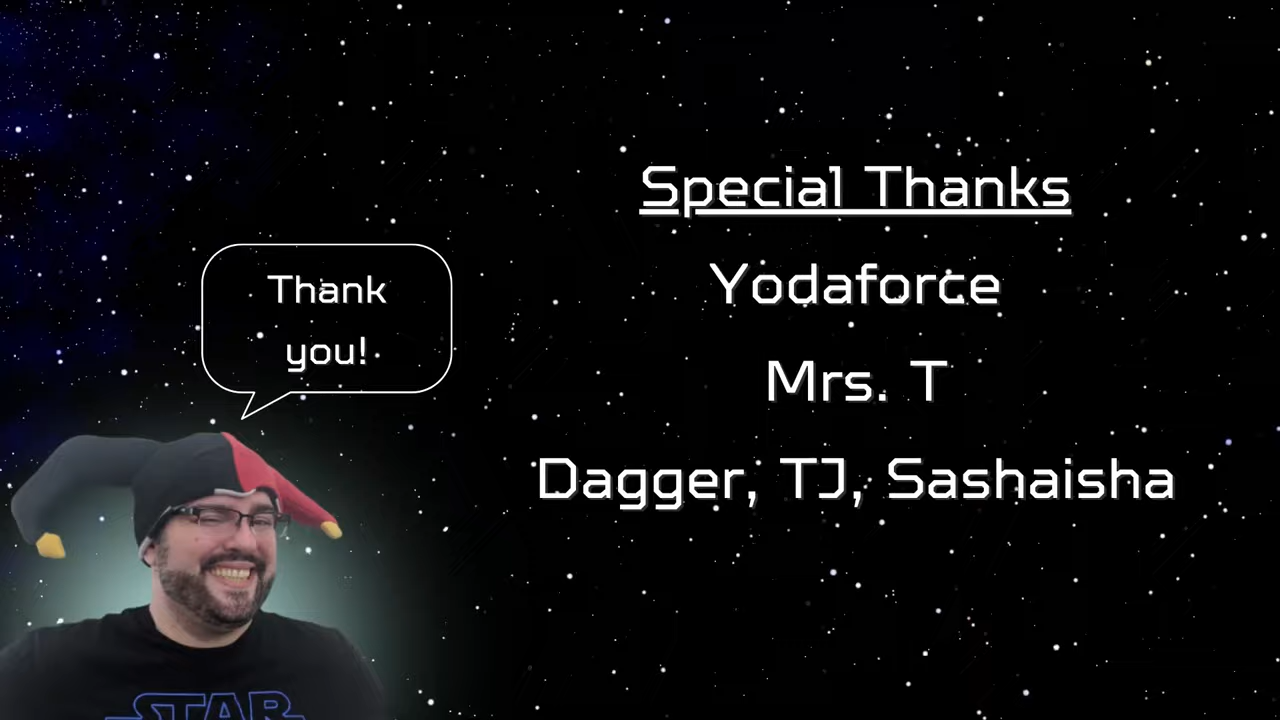 Special Thanks
Yodaforce
Mrs. T
Dagger, TJ, Sashaisha
Thank
you!
STAR